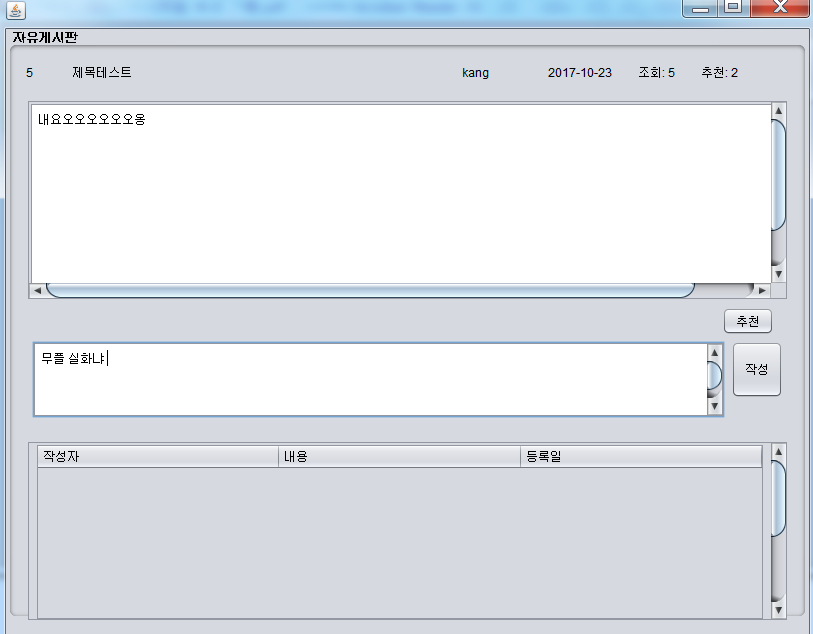 자유게시판
5 제목테스트 kang 2017-10-23 조회: 5 추천: 2
내요오오오오오오옹
추천
무플 실화냐
작성
작성자 내용 등록일